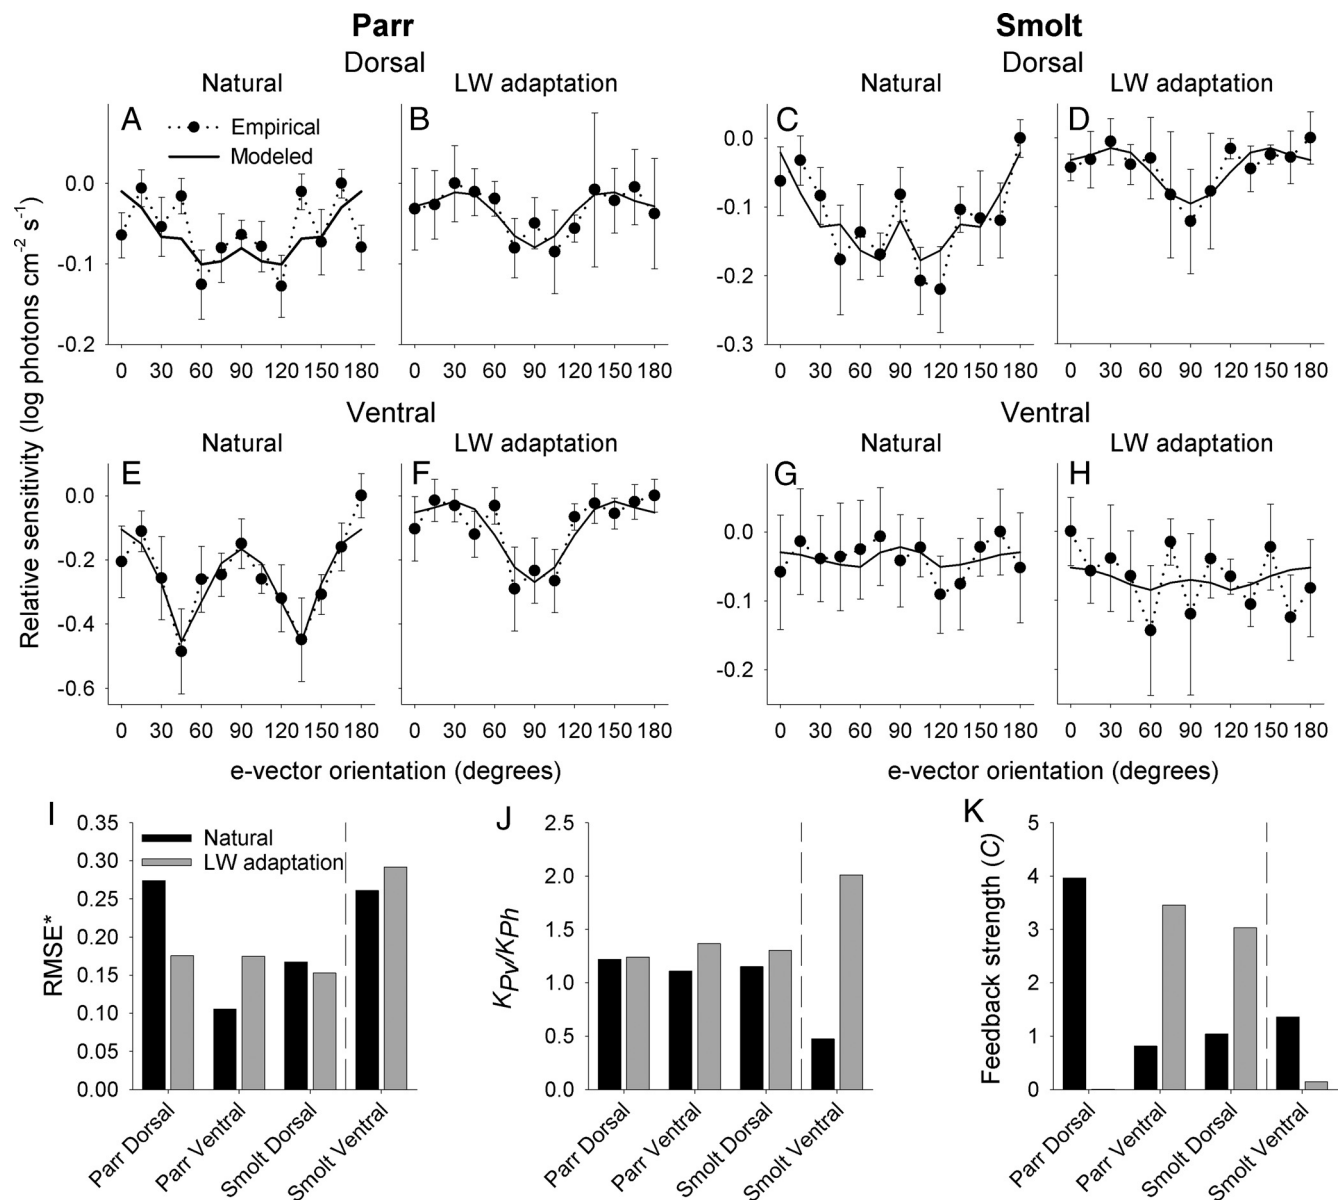 Parr
Smolt
Dorsal
Dorsal
Natural
LW adaptation
Natural
LW adaptation
A
B
C
D
Empirical
Modeled
0.0
-0.1
-0.2
0.0
-0.1
-0.2
-0.3
0 30 60 90 120 150 180
0 30 60 90 120 150 180
0 30 60 90 120 150 180
0 30 60 90 120 150 180
Relative sensitivity (log photons cm⁻² s⁻¹)
Ventral
Ventral
Natural
LW adaptation
Natural
LW adaptation
E
F
G
H
0.0
-0.2
-0.4
-0.6
0.0
-0.1
-0.2
0 30 60 90 120 150 180
0 30 60 90 120 150 180
0 30 60 90 120 150 180
0 30 60 90 120 150 180
e-vector orientation (degrees)
e-vector orientation (degrees)
I
Natural
LW adaptation
RMSE*
0.35
0.30
0.25
0.20
0.15
0.10
0.05
0.00
Parr Dorsal
Parr Ventral
Smolt Dorsal
Smolt Ventral
J
KPv/KPh
2.5
2.0
1.5
1.0
0.5
0.0
Parr Dorsal
Parr Ventral
Smolt Dorsal
Smolt Ventral
K
Feedback strength (C)
5
4
3
2
1
0
Parr Dorsal
Parr Ventral
Smolt Dorsal
Smolt Ventral